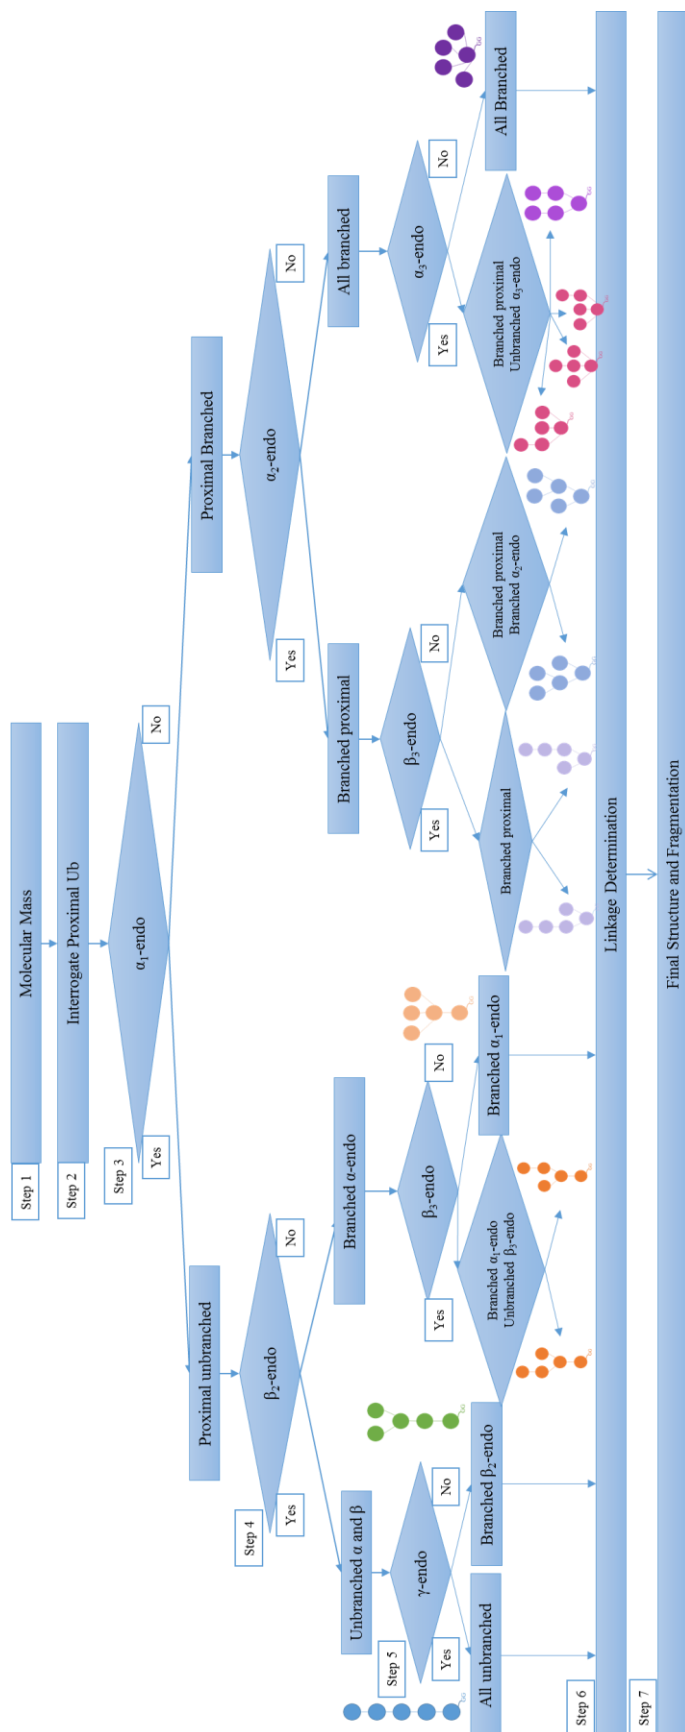 Step 1
Molecular Mass
Step 2
Interrogate Proximal Ub
Step 3
α₁-endo
Yes
No
Proximal unbranched
Proximal Branched
Step 4
β₂-endo
Yes
No
α₂-endo
Yes
No
Unbranched α and β
Branched α-endo
Branched proximal
All branched
Step 5
γ-endo
Yes
No
β₃-endo
Yes
No
β₃-endo
Yes
No
α₃-endo
Yes
No
All unbranched
Branched β₂-endo
Branched α₁-endo
Unbranched β₃-endo
Branched α₁-endo
Branched proximal
Branched proximal
Branched α₂-endo
Branched proximal
Unbranched α₃-endo
All Branched
Step 6
Linkage Determination
Step 7
Final Structure and Fragmentation